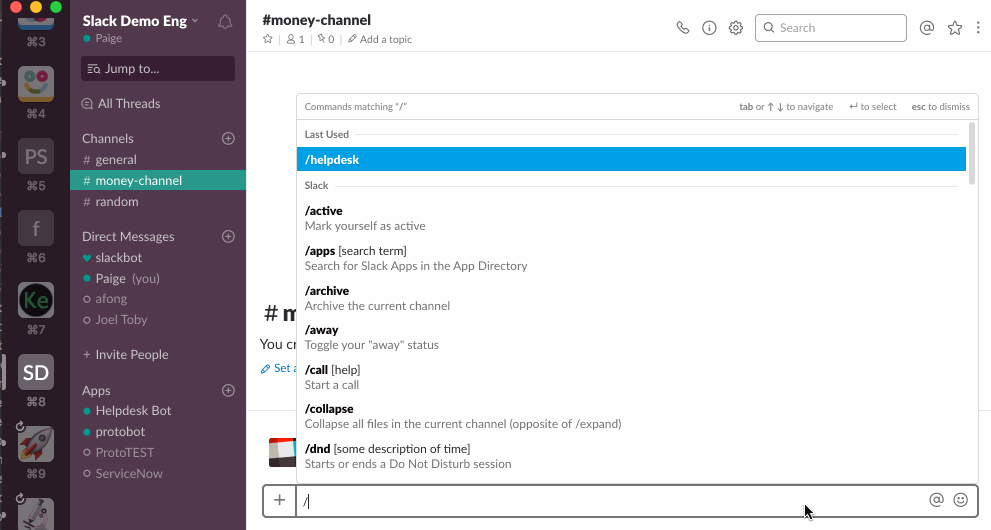 ⌘3
⌘4
PS
⌘5
f
⌘6
Ke
⌘7
SD
⌘8
⌘9
Slack Demo Eng
Paige
Jump to...
All Threads
Channels
# general
# money-channel
# random
Direct Messages
slackbot
Paige (you)
afong
Joel Toby
+ Invite People
Apps
Helpdesk Bot
protobot
ProtoTEST
ServiceNow
#money-channel
1 | 0 | Add a topic
Search
Commands matching "/" tab or ↑ ↓ to navigate ↵ to select esc to dismiss
Last Used
/helpdesk
Slack
/active
Mark yourself as active
/apps [search term]
Search for Slack Apps in the App Directory
/archive
Archive the current channel
/away
Toggle your "away" status
/call [help]
Start a call
/collapse
Collapse all files in the current channel (opposite of /expand)
/dnd [some description of time]
Starts or ends a Do Not Disturb session
# m
You cr
Set a
+ /